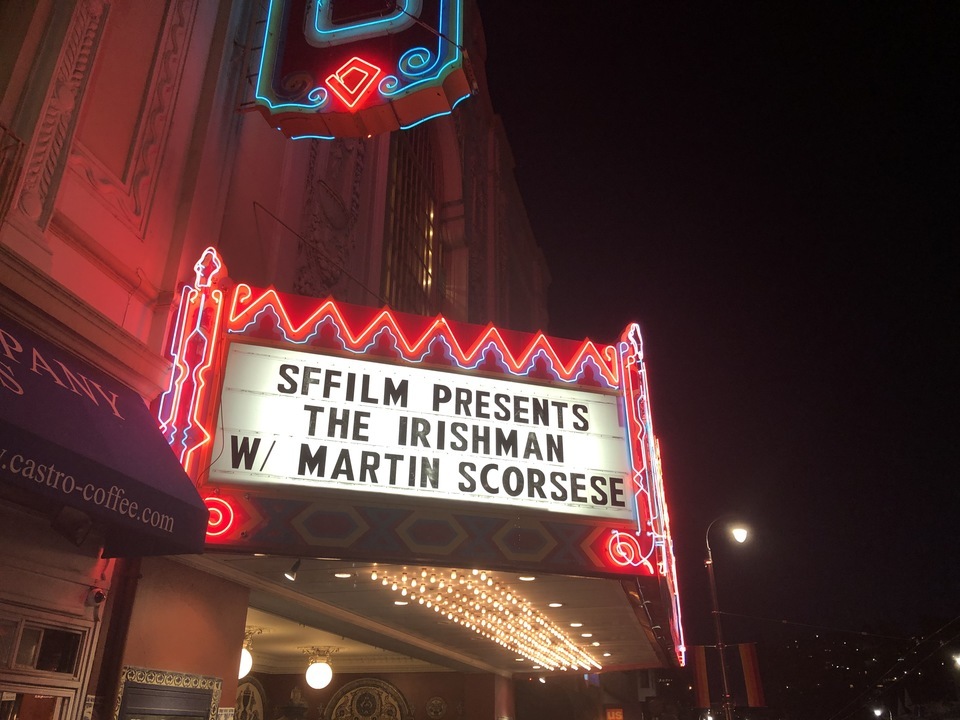 SFFILM PRESENTS
THE IRISHMAN
W/ MARTIN SCORSESE
castro-coffee.com